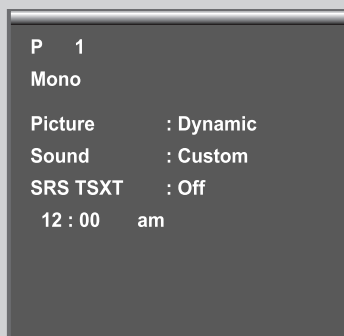 P 1
Mono
Picture : Dynamic
Sound : Custom
SRS TSXT : Off
12 : 00 am